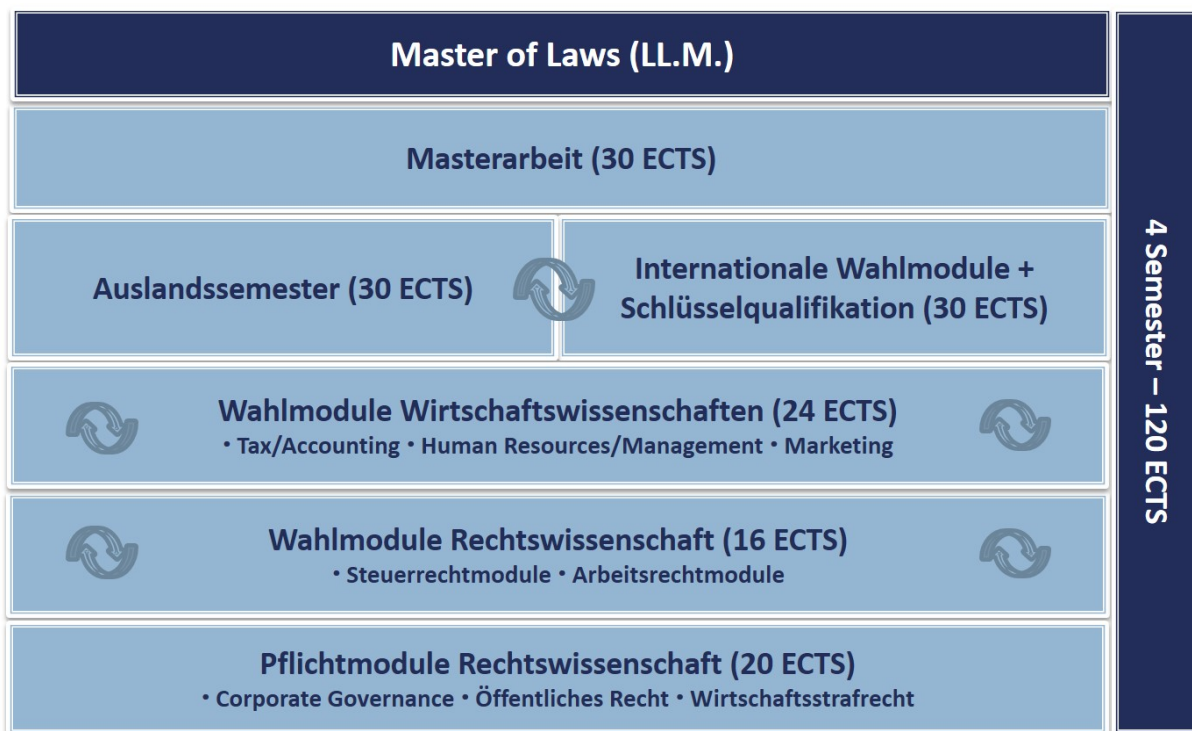 Master of Laws (LL.M.)
Masterarbeit (30 ECTS)
Auslandssemester (30 ECTS)
Internationale Wahlmodule +
Schlüsselqualifikation (30 ECTS)
Wahlmodule Wirtschaftswissenschaften (24 ECTS)
• Tax/Accounting • Human Resources/Management • Marketing
Wahlmodule Rechtswissenschaft (16 ECTS)
• Steuerrechtmodule • Arbeitsrechtmodule
Pflichtmodule Rechtswissenschaft (20 ECTS)
• Corporate Governance • Öffentliches Recht • Wirtschaftsstrafrecht
4 Semester – 120 ECTS